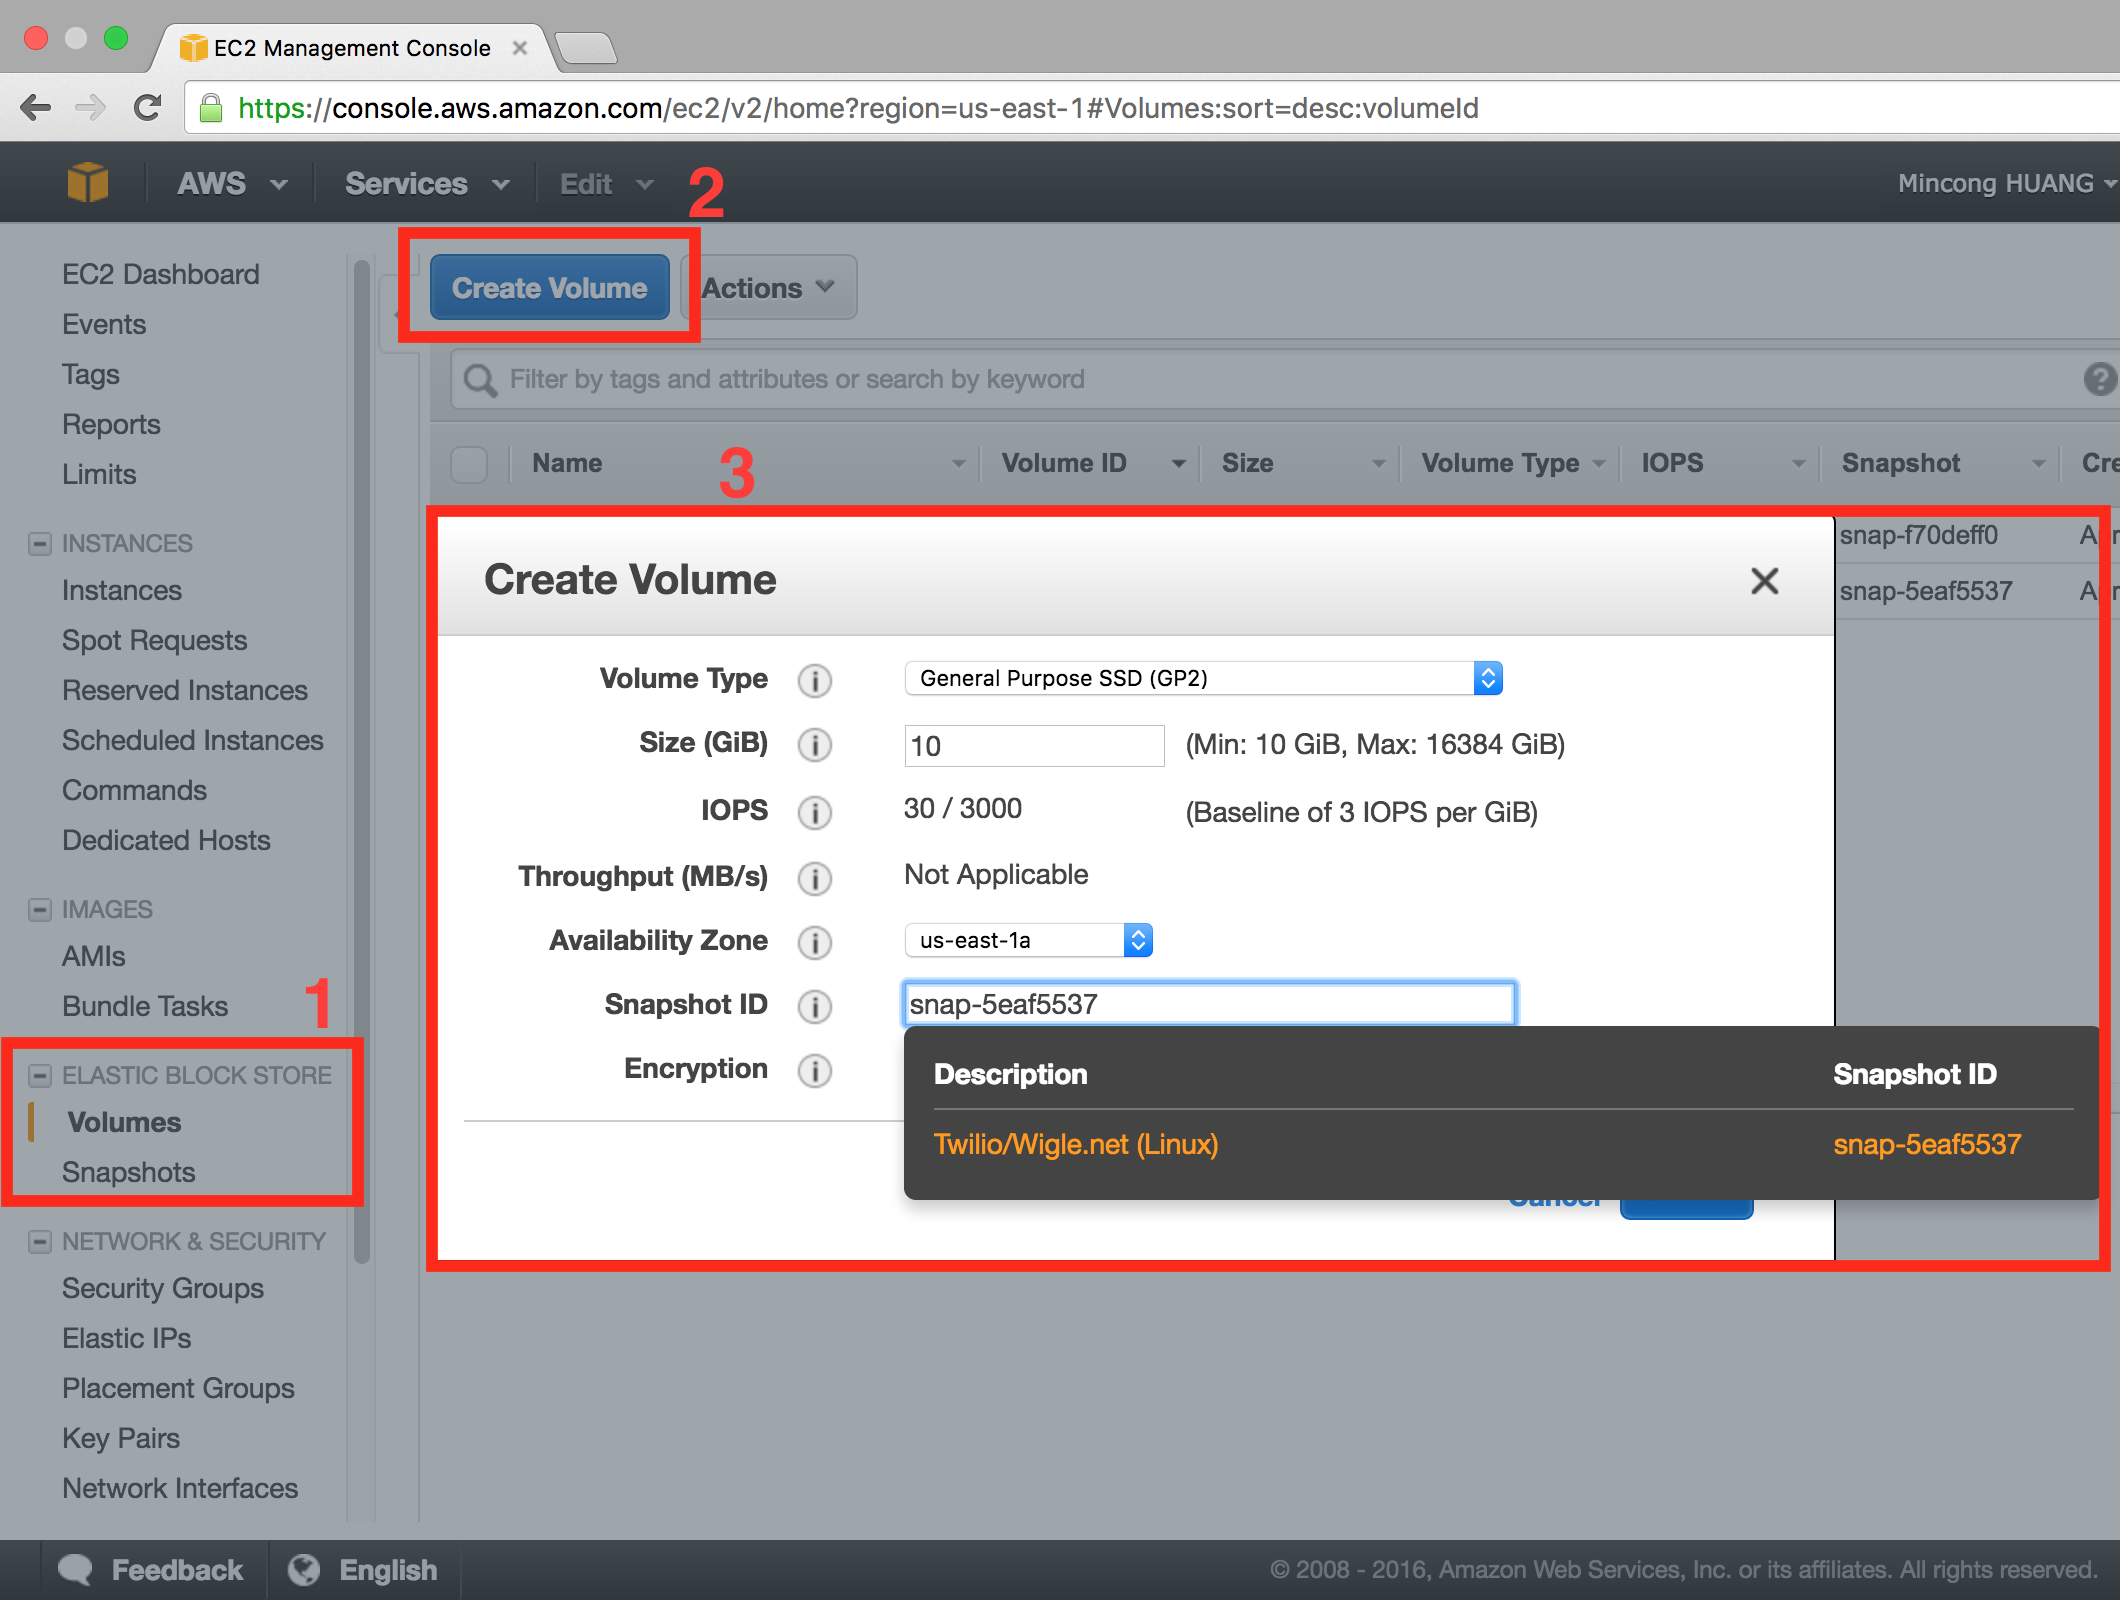 EC2 Management Console
https://console.aws.amazon.com/ec2/v2/home?region=us-east-1#Volumes:sort=desc:volumeId
AWS Services Edit 2 Mincong HUANG
EC2 Dashboard
Events
Tags
Reports
Limits
INSTANCES
Instances
Spot Requests
Reserved Instances
Scheduled Instances
Commands
Dedicated Hosts
IMAGES
AMIs
Bundle Tasks
1
ELASTIC BLOCK STORE
Volumes
Snapshots
NETWORK & SECURITY
Security Groups
Elastic IPs
Placement Groups
Key Pairs
Network Interfaces
Create Volume Actions
Filter by tags and attributes or search by keyword
Name 3 Volume ID Size Volume Type IOPS Snapshot Cre
snap-f70deff0
snap-5eaf5537
Create Volume
Volume Type General Purpose SSD (GP2)
Size (GiB) 10 (Min: 10 GiB, Max: 16384 GiB)
IOPS 30 / 3000 (Baseline of 3 IOPS per GiB)
Throughput (MB/s) Not Applicable
Availability Zone us-east-1a
Snapshot ID snap-5eaf5537
Encryption
Description Snapshot ID
Twilio/Wigle.net (Linux) snap-5eaf5537
Cancel
Feedback English © 2008 - 2016, Amazon Web Services, Inc. or its affiliates. All rights reserved.